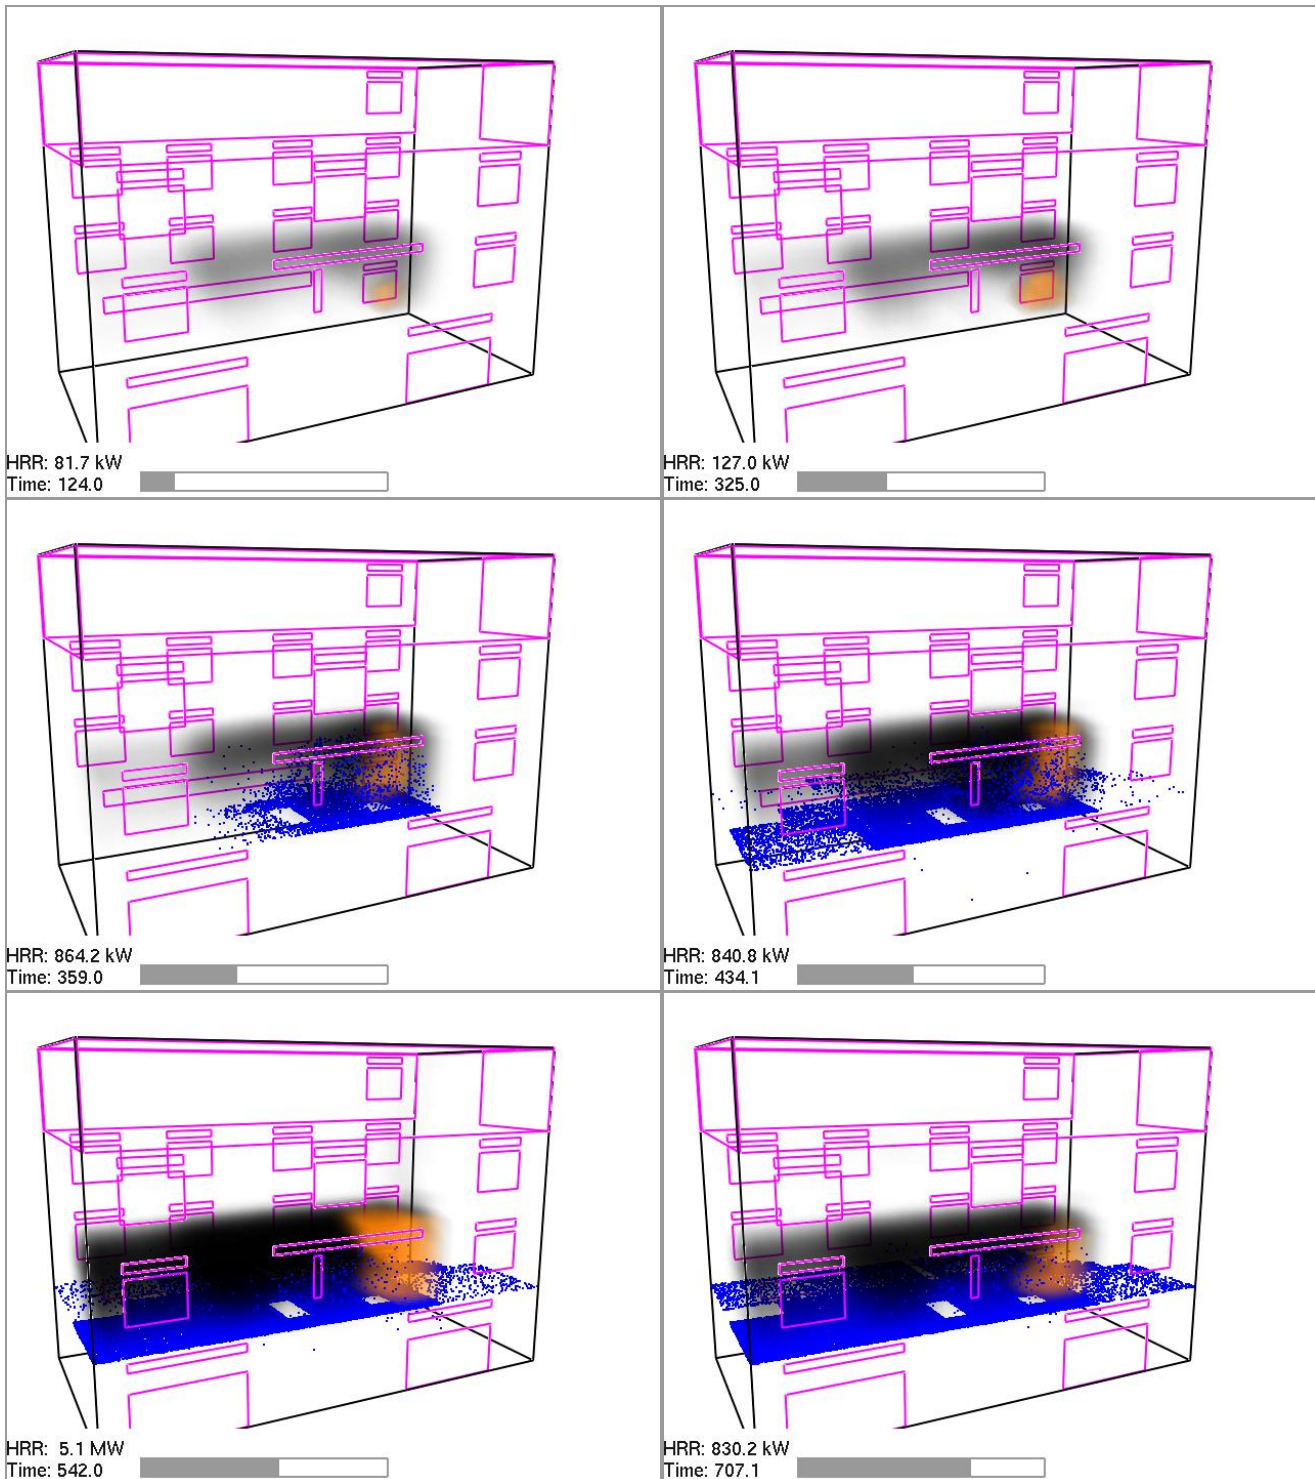 HRR: 81.7 kW
Time: 124.0
HRR: 127.0 kW
Time: 325.0
HRR: 864.2 kW
Time: 359.0
HRR: 840.8 kW
Time: 434.1
HRR: 5.1 MW
Time: 542.0
HRR: 830.2 kW
Time: 707.1